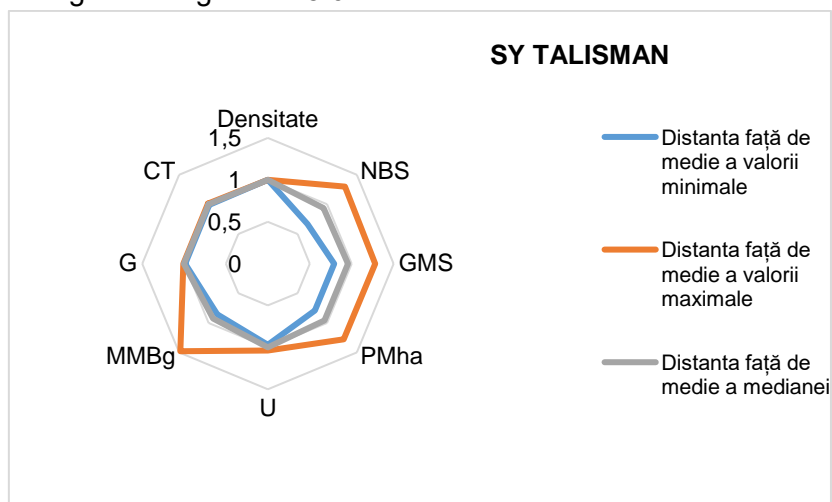 SY TALISMAN
Densitate
1,5
CT
1
NBS
0,5
G
0
GMS
MMBg
PMha
U
Distanta față de
medie a valorii
minimale
Distanta față de
medie a valorii
maximale
Distanta față de
medie a medianei